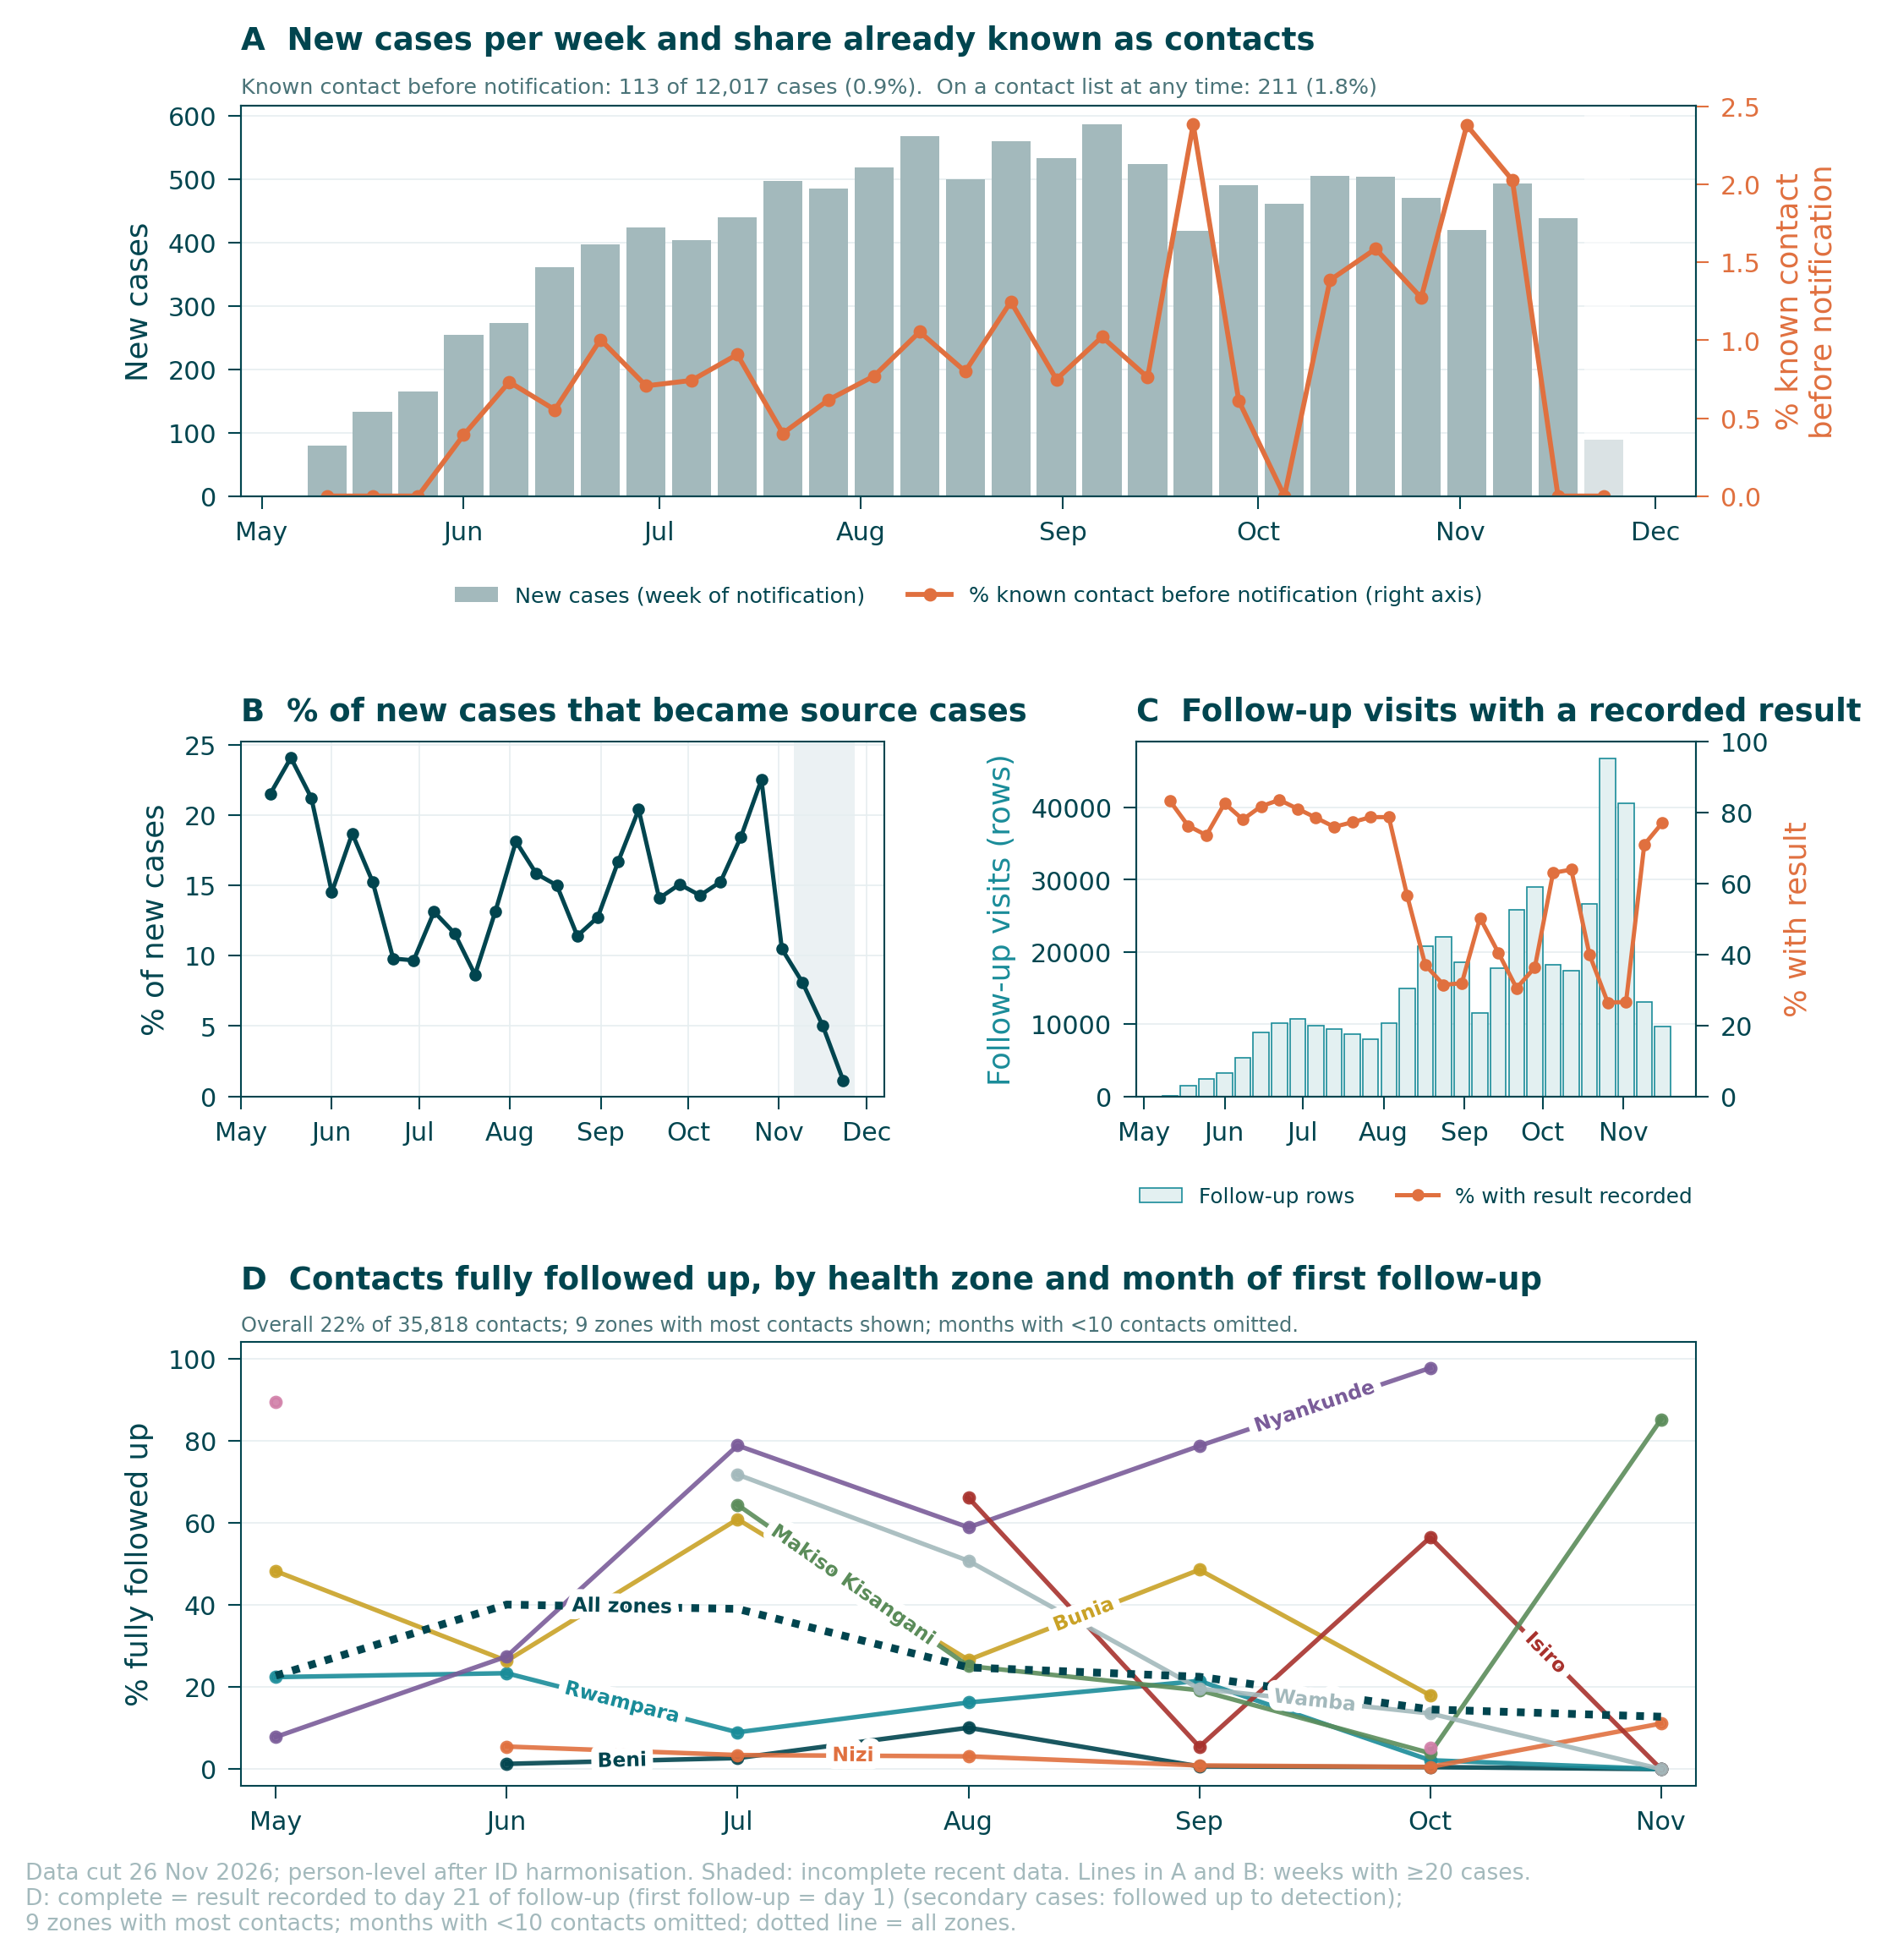 A  New cases per week and share already known as contacts
Known contact before notification: 113 of 12,017 cases (0.9%).  On a contact list at any time: 211 (1.8%)
New cases
600
500
400
300
200
100
0
2.5
2.0
1.5
1.0
0.5
0.0
% known contact
before notification
May Jun Jul Aug Sep Oct Nov Dec
New cases (week of notification)
% known contact before notification (right axis)
B  % of new cases that became source cases
% of new cases
25
20
15
10
5
0
May Jun Jul Aug Sep Oct Nov Dec
C  Follow-up visits with a recorded result
Follow-up visits (rows)
40000
30000
20000
10000
0
100
80
60
40
20
0
% with result
May Jun Jul Aug Sep Oct Nov
Follow-up rows
% with result recorded
D  Contacts fully followed up, by health zone and month of first follow-up
Overall 22% of 35,818 contacts; 9 zones with most contacts shown; months with <10 contacts omitted.
% fully followed up
100
80
60
40
20
0
Nyankunde
Makiso Kisangani
All zones
Bunia
Isiro
Rwampara
Wamba
Beni
Nizi
May Jun Jul Aug Sep Oct Nov
Data cut 26 Nov 2026; person-level after ID harmonisation. Shaded: incomplete recent data. Lines in A and B: weeks with ≥20 cases.
D: complete = result recorded to day 21 of follow-up (first follow-up = day 1) (secondary cases: followed up to detection);
9 zones with most contacts; months with <10 contacts omitted; dotted line = all zones.